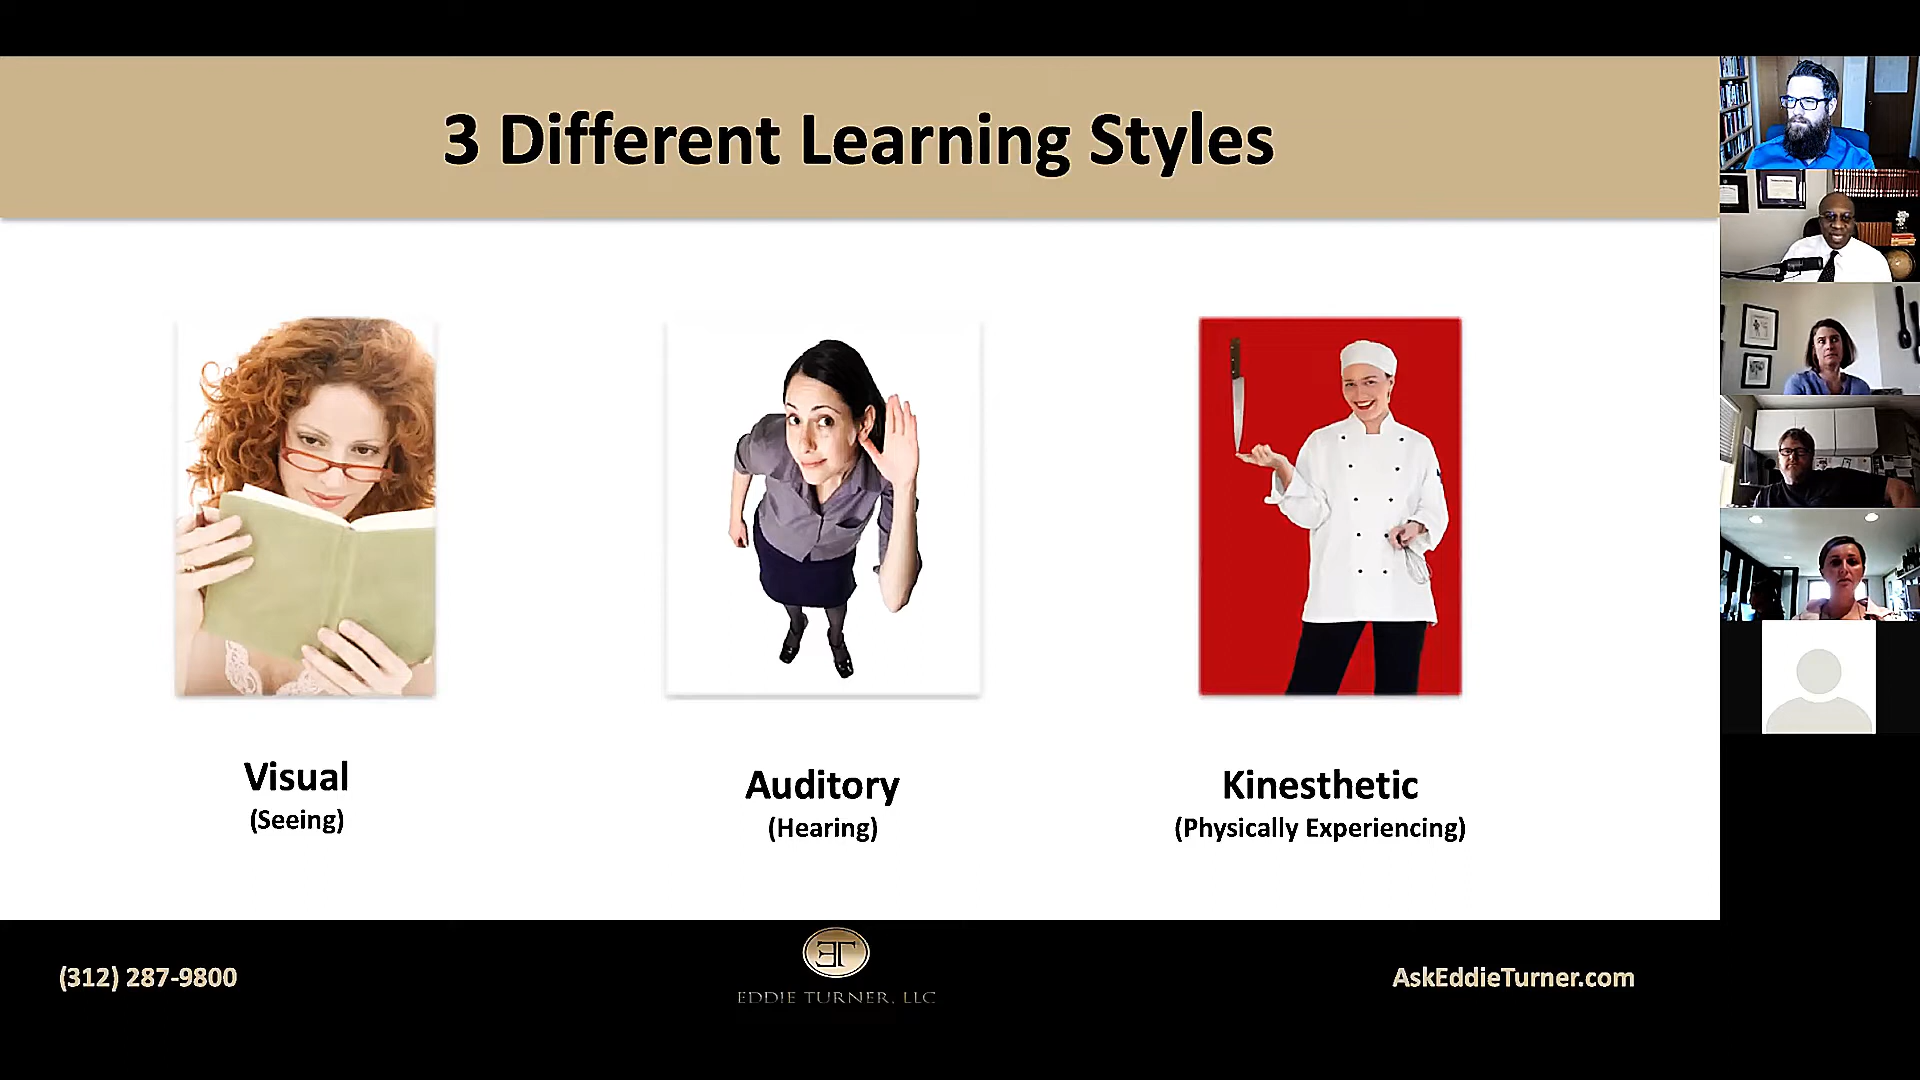 3 Different Learning Styles
Visual
(Seeing)
Auditory
(Hearing)
Kinesthetic
(Physically Experiencing)
(312) 287-9800
ET
EDDIE TURNER, LLC
AskEddieTurner.com